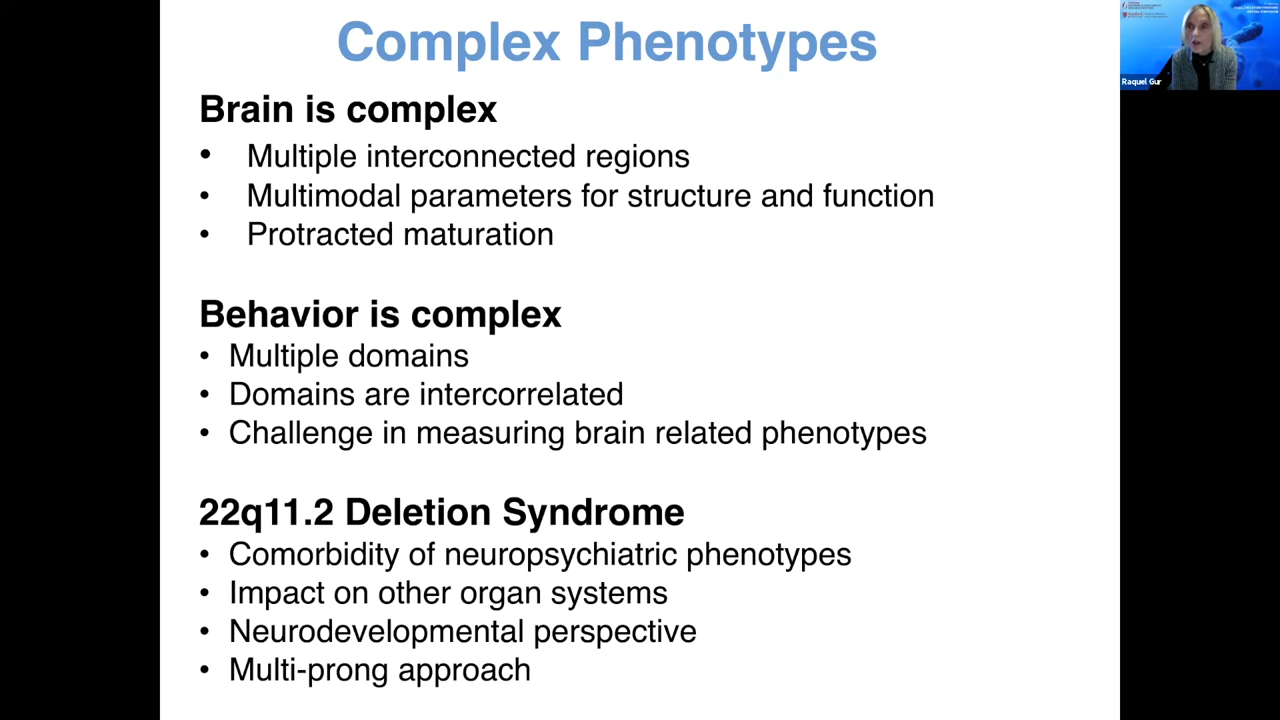 Complex Phenotypes
Brain is complex
• Multiple interconnected regions
• Multimodal parameters for structure and function
• Protracted maturation
Behavior is complex
• Multiple domains
• Domains are intercorrelated
• Challenge in measuring brain related phenotypes
22q11.2 Deletion Syndrome
• Comorbidity of neuropsychiatric phenotypes
• Impact on other organ systems
• Neurodevelopmental perspective
• Multi-prong approach
Raquel Gur